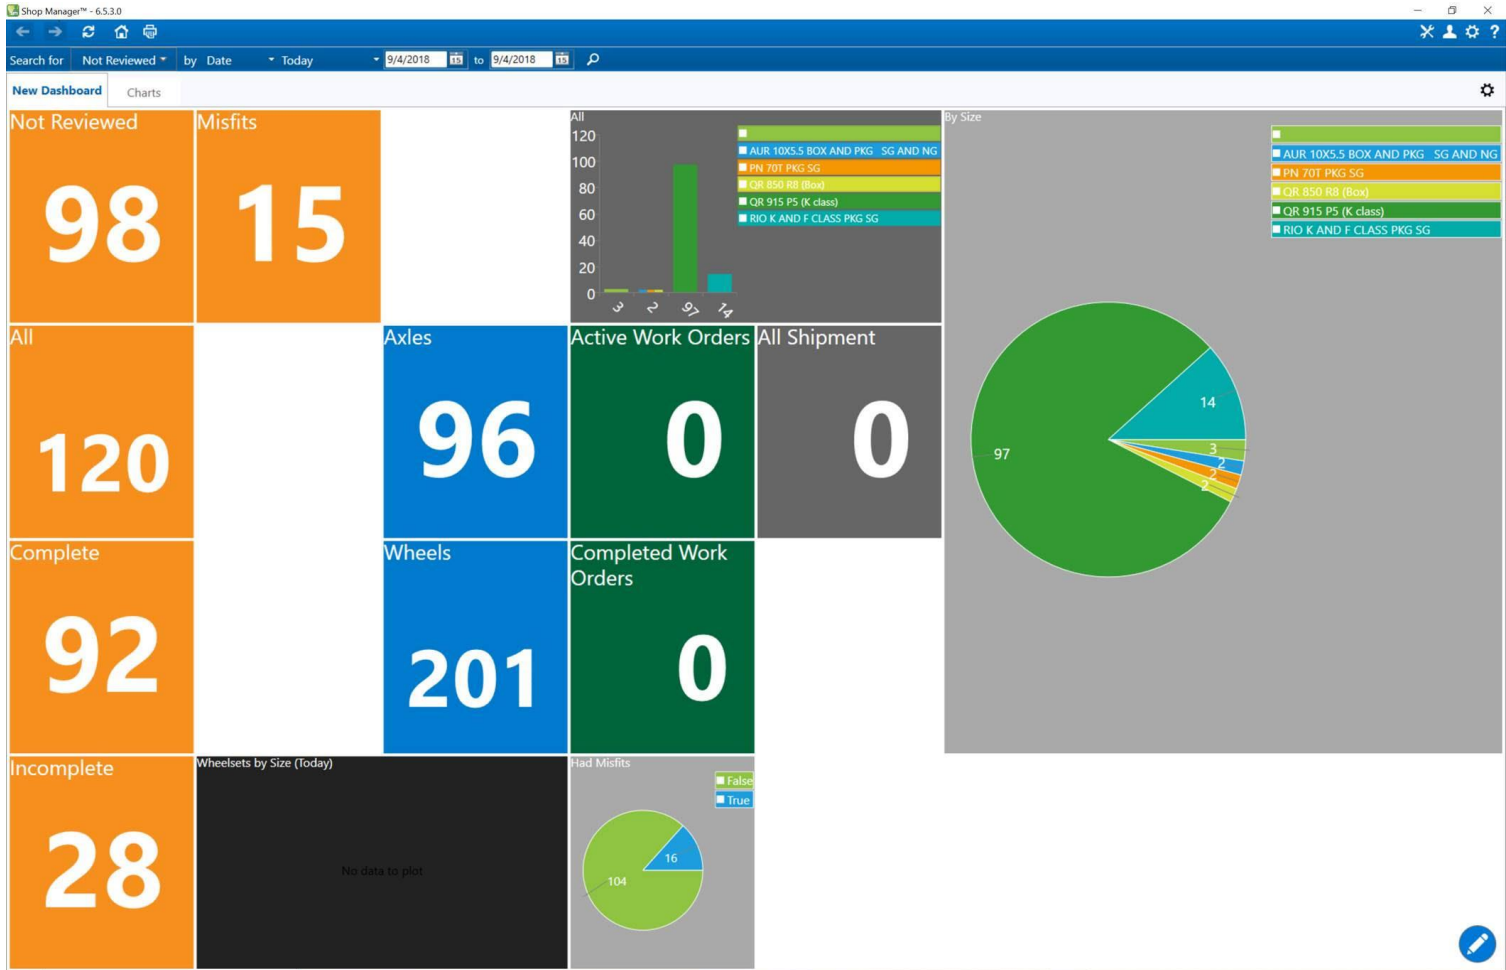 Shop Manager™ - 6.5.3.0
Search for Not Reviewed by Date Today 9/4/2018 15 to 9/4/2018 15
New Dashboard Charts
Not Reviewed
98
Misfits
15
All
120
100
80
60
40
20
0
3 2 97 14
AUR 10X5.5 BOX AND PKG SG AND NG
PN 70T PKG SG
QR 850 R8 (Box)
QR 915 P5 (K class)
RIO K AND F CLASS PKG SG
By Size
AUR 10X5.5 BOX AND PKG SG AND NG
PN 70T PKG SG
QR 850 R8 (Box)
QR 915 P5 (K class)
RIO K AND F CLASS PKG SG
14
97
3
2
2
2
All
120
Axles
96
Active Work Orders
0
All Shipment
0
Complete
92
Wheels
201
Completed Work
Orders
0
Incomplete
28
Wheelsets by Size (Today)
No data to plot
Had Misfits
False
True
16
104